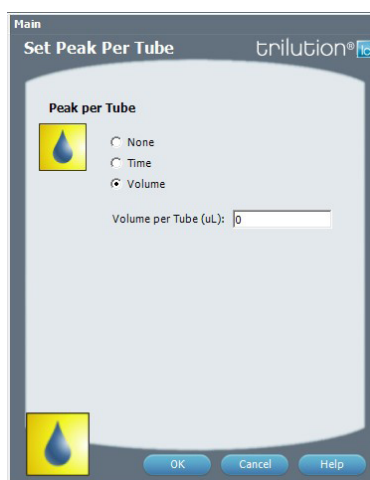 Main
Set Peak Per Tube trilution® lc
Peak per Tube
None
Time
Volume
Volume per Tube (uL): 0
OK Cancel Help